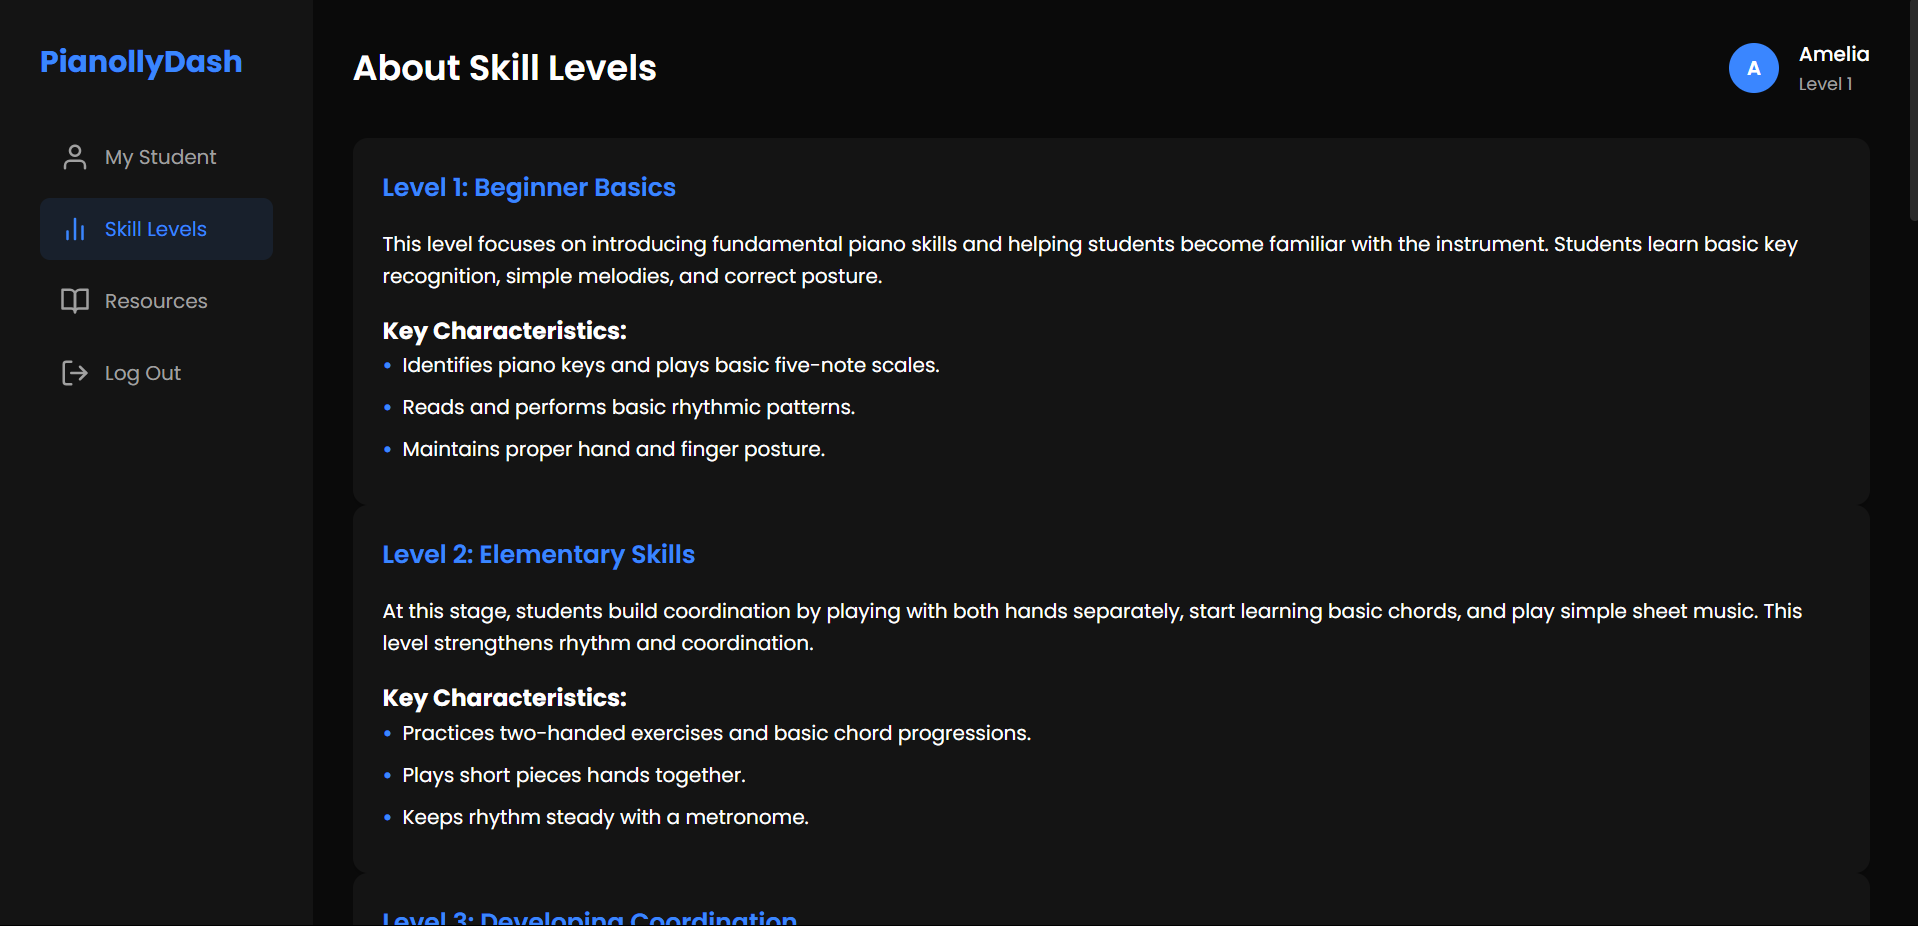 PianollyDash
My Student
Skill Levels
Resources
Log Out
About Skill Levels
A
Amelia
Level 1
Level 1: Beginner Basics
This level focuses on introducing fundamental piano skills and helping students become familiar with the instrument. Students learn basic key
recognition, simple melodies, and correct posture.
Key Characteristics:
• Identifies piano keys and plays basic five-note scales.
• Reads and performs basic rhythmic patterns.
• Maintains proper hand and finger posture.
Level 2: Elementary Skills
At this stage, students build coordination by playing with both hands separately, start learning basic chords, and play simple sheet music. This
level strengthens rhythm and coordination.
Key Characteristics:
• Practices two-handed exercises and basic chord progressions.
• Plays short pieces hands together.
• Keeps rhythm steady with a metronome.
Level 3: Developing Coordination